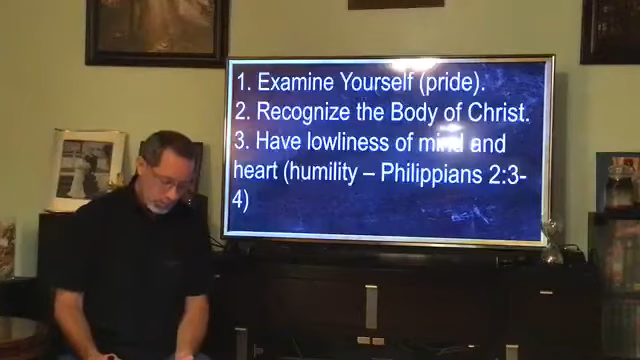 1. Examine Yourself (pride).
2. Recognize the Body of Christ.
3. Have lowliness of mind and
heart (humility – Philippians 2:3-
4)